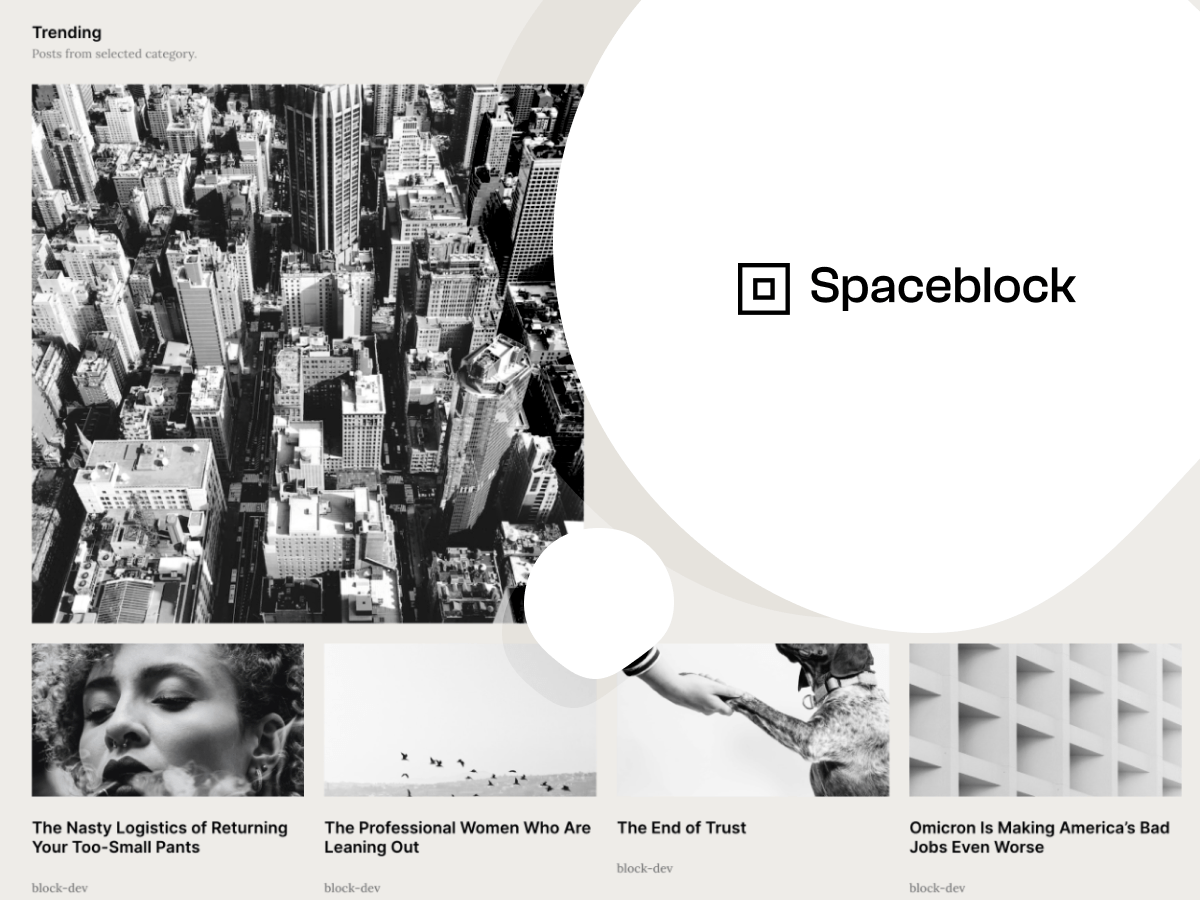 Trending
Posts from selected category.
Spaceblock
The Nasty Logistics of Returning
Your Too-Small Pants
block-dev
The Professional Women Who Are
Leaning Out
block-dev
The End of Trust
block-dev
Omicron Is Making America’s Bad
Jobs Even Worse
block-dev